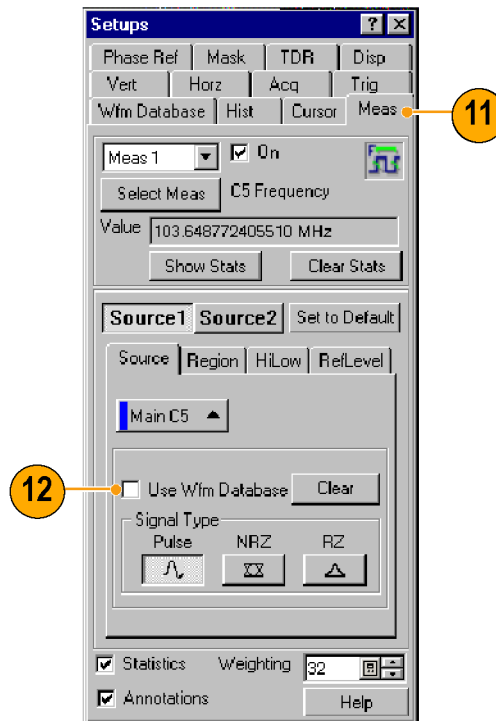 Setups
Phase Ref Mask TDR Disp
Vert Horz Acq Trig
Wfm Database Hist Cursor Meas
11
Meas 1 On
Select Meas C5 Frequency
Value 103.648772405510 MHz
Show Stats Clear Stats
Source1 Source2 Set to Default
Source Region HiLow RefLevel
Main C5
12
Use Wfm Database Clear
Signal Type
Pulse NRZ RZ
Statistics Weighting 32
Annotations Help